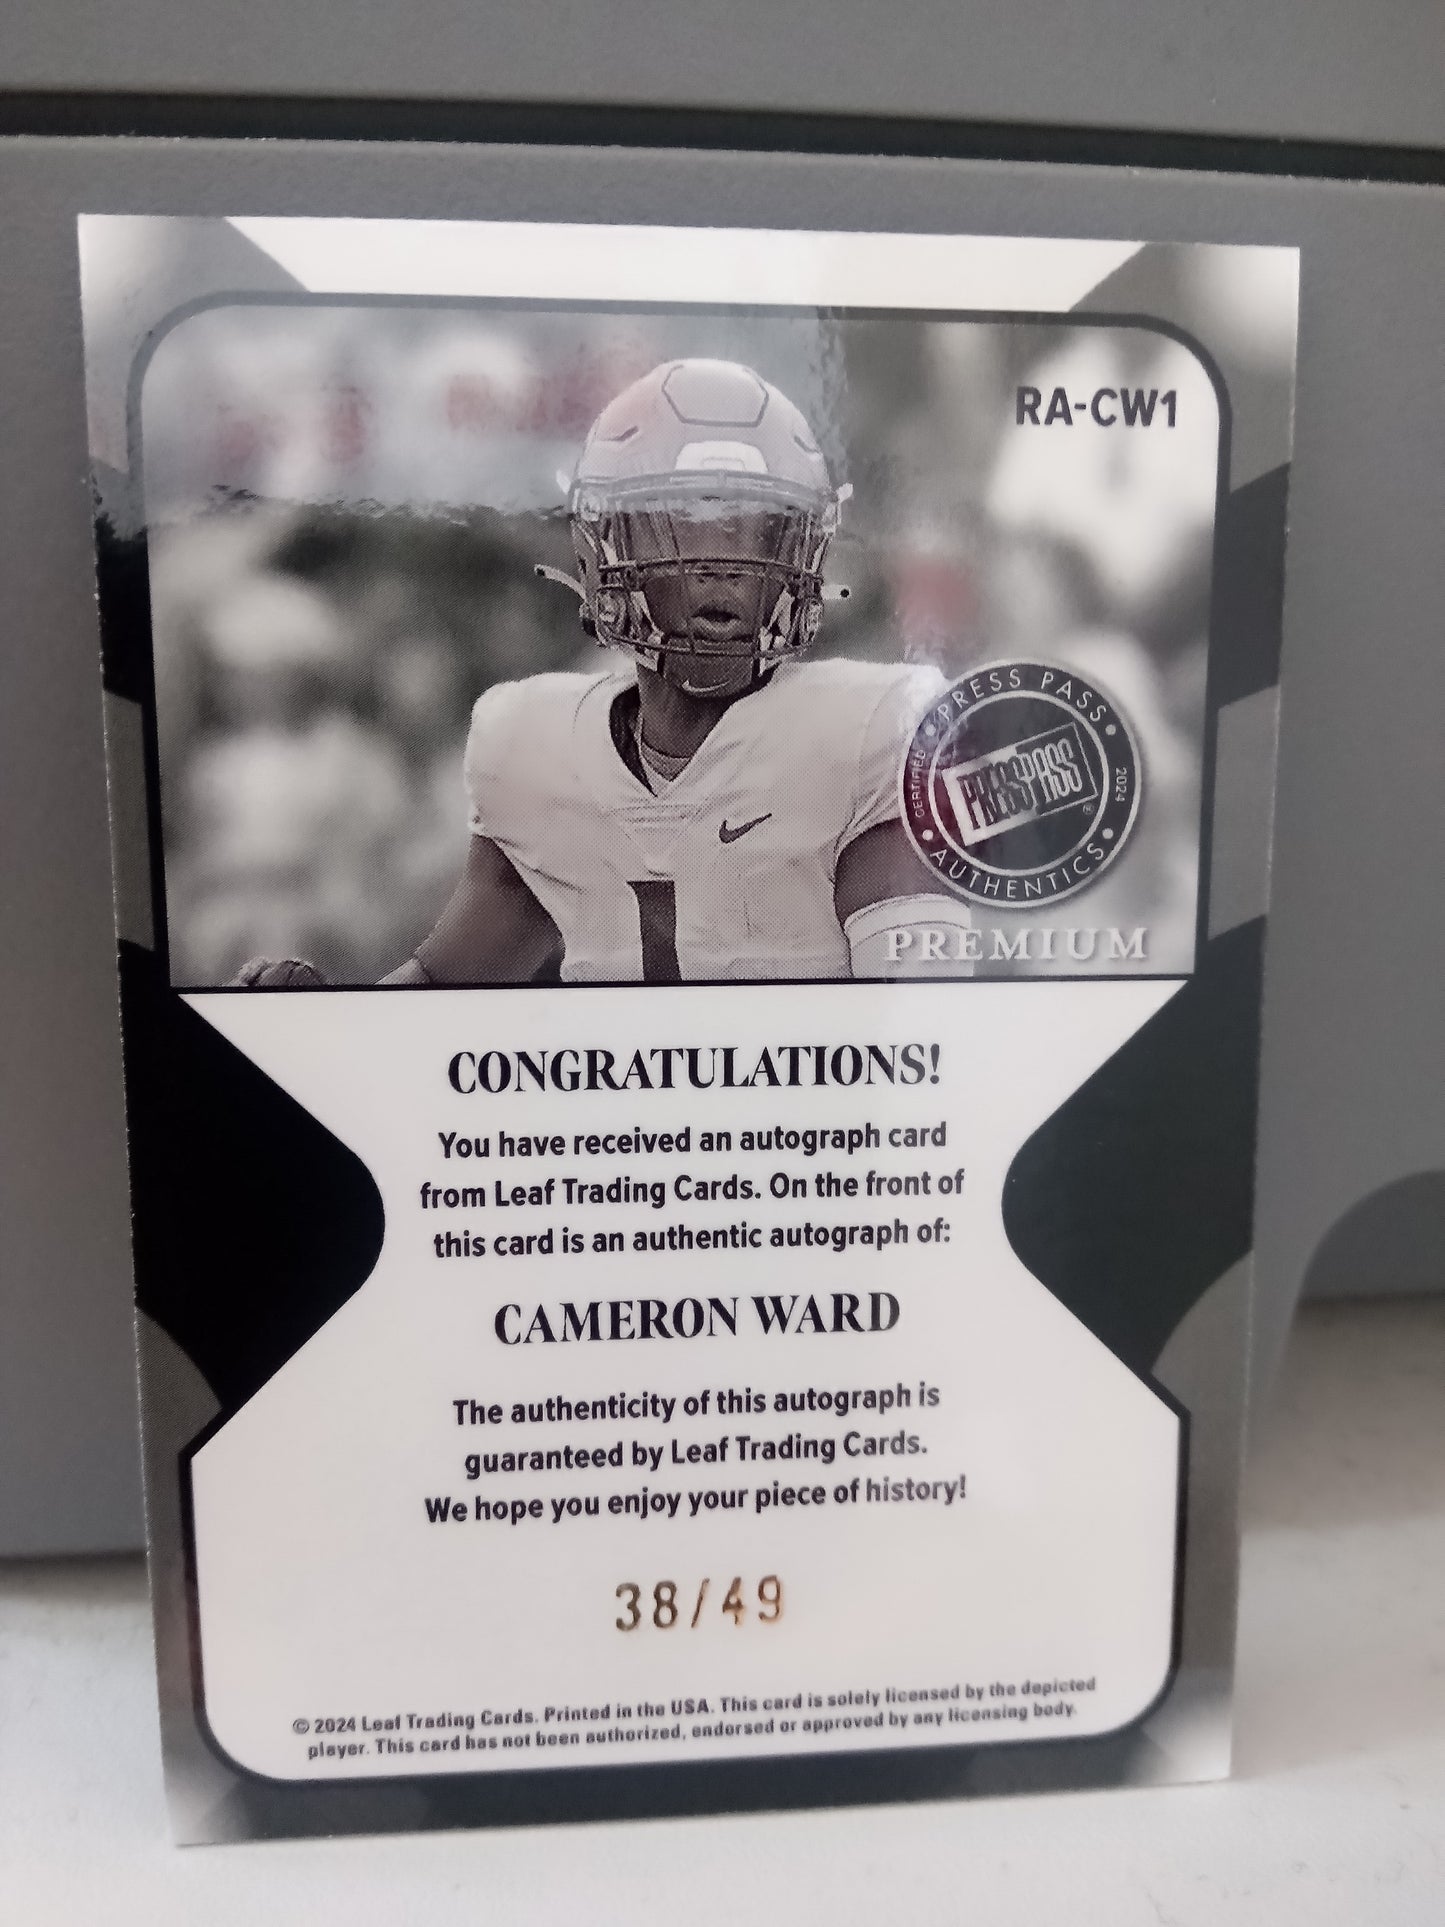 RA-CW1
PRESS PASS
CERTIFIED
2024
PRESS PASS
®
AUTHENTICS
PREMIUM
1
CONGRATULATIONS!
You have received an autograph card
from Leaf Trading Cards. On the front of
this card is an authentic autograph of:
CAMERON WARD
The authenticity of this autograph is
guaranteed by Leaf Trading Cards.
We hope you enjoy your piece of history!
38/49
© 2024 Leaf Trading Cards. Printed in the USA. This card is solely licensed by the depicted
player. This card has not been authorized, endorsed or approved by any licensing body.